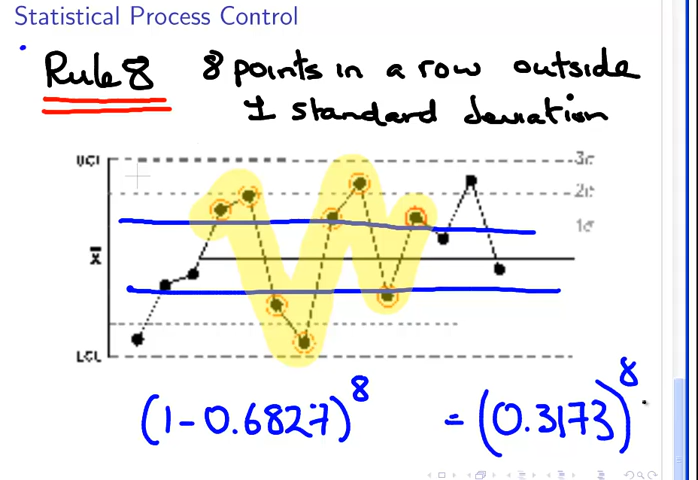 Statistical Process Control
Rule 8 8 points in a row outside
1 standard deviation
UCL 3σ
2σ
1σ
X
LCL
(1-0.6827)^8 = (0.3173)^8